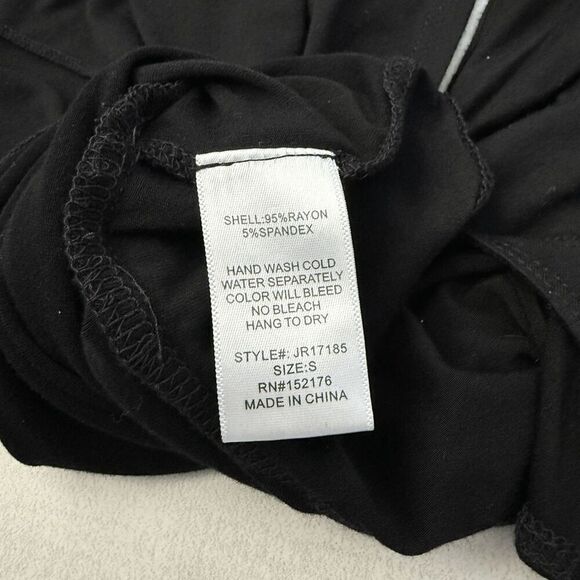 SHELL:95%RAYON
5%SPANDEX
HAND WASH COLD
WATER SEPARATELY
COLOR WILL BLEED
NO BLEACH
HANG TO DRY
STYLE#: JR17185
SIZE:S
RN#152176
MADE IN CHINA